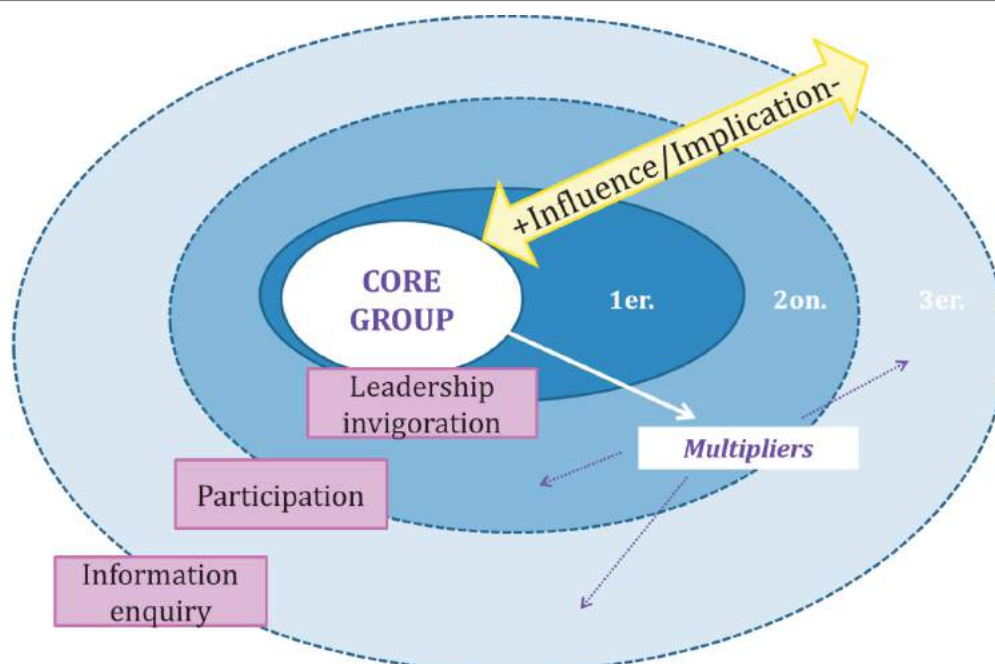 +Influence/Implication-
CORE
GROUP
1er.
2on.
3er.
Leadership
invigoration
Multipliers
Participation
Information
enquiry